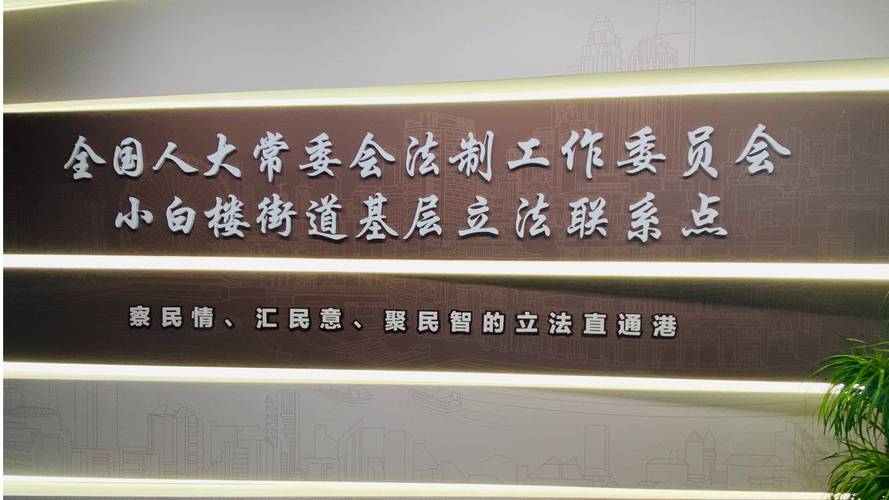 全国人大常委会法制工作委员会
小白楼街道基层立法联系点
察民情、汇民意、聚民智的立法直通港